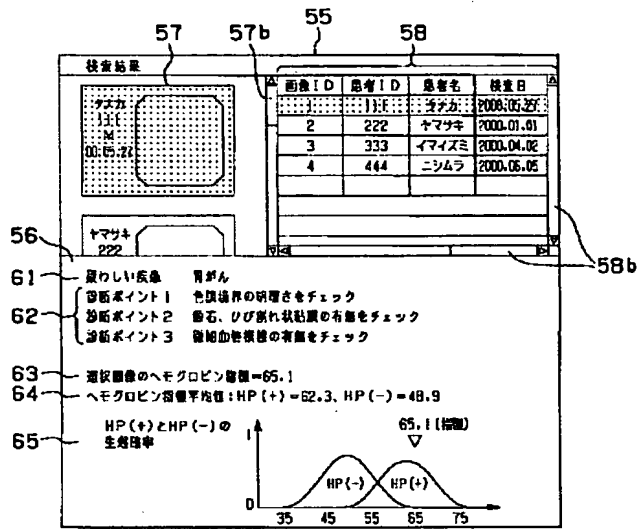 57
57b
55
58
検索結果
画像ID 患者ID 患者名 検査日
1 111 タナカ 2000.05.27
2 222 ヤマサキ 2000.01.01
3 333 イマイズミ 2000.04.02
4 444 ニシムラ 2000.06.05
タナカ
111
M
00.05.27
ヤマサキ
222
58b
56
61 疑わしい疾患 胃がん
62
診断ポイント1 色調境界の明瞭さをチェック
診断ポイント2 敷石、ひび割れ状粘膜の有無をチェック
診断ポイント3 微細血管模様の有無をチェック
63 選択画像のヘモグロビン指標=65.1
64 ヘモグロビン指標平均値:HP(+)=62.3、HP(-)=48.9
65
HP(+)とHP(-)の
生起確率
65.1(指標)
1
HP(-) HP(+)
0
35 45 55 65 75